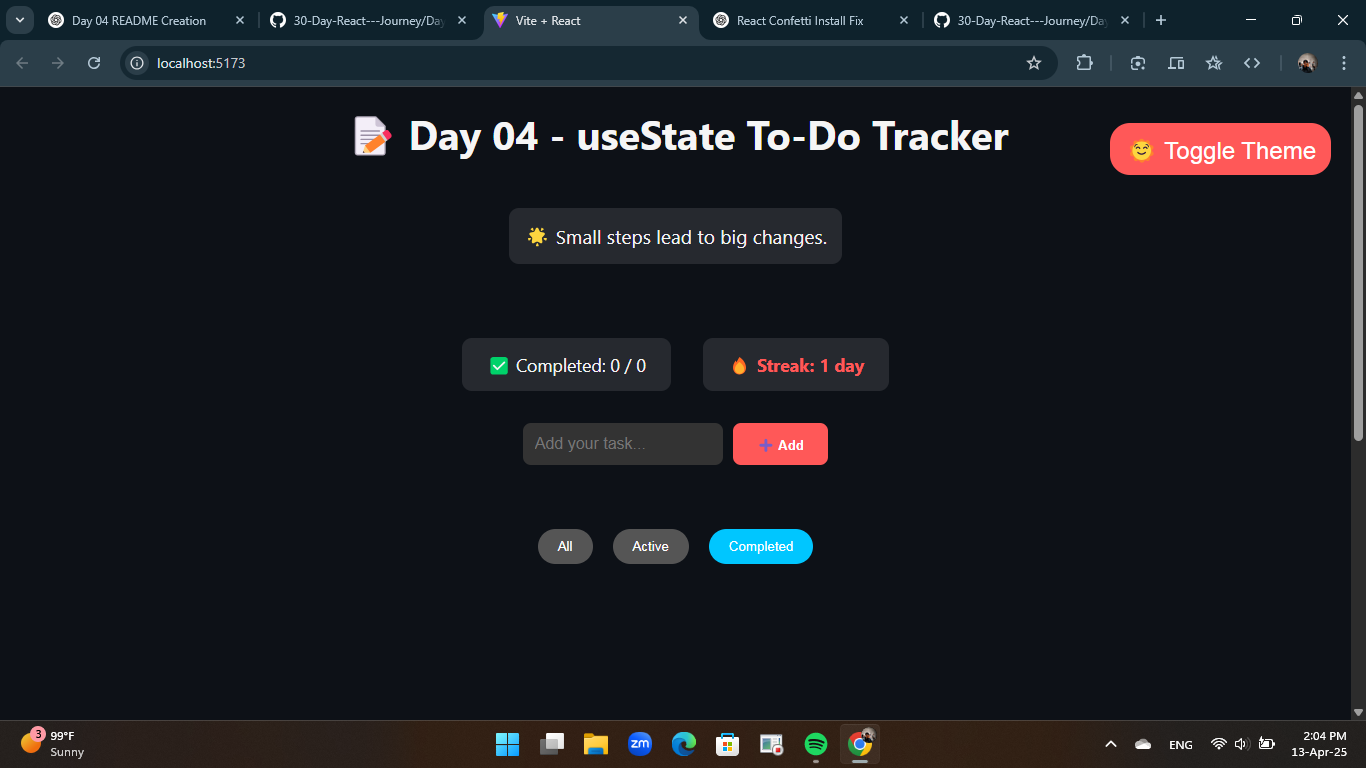 Day 04 README Creation
30-Day-React---Journey/Day
Vite + React
React Confetti Install Fix
30-Day-React---Journey/Day
localhost:5173
📝 Day 04 - useState To-Do Tracker
😊 Toggle Theme
🌟 Small steps lead to big changes.
✅ Completed: 0 / 0
🔥 Streak: 1 day
Add your task...
➕ Add
All
Active
Completed
3
99°F
Sunny
zm
ENG
2:04 PM
13-Apr-25